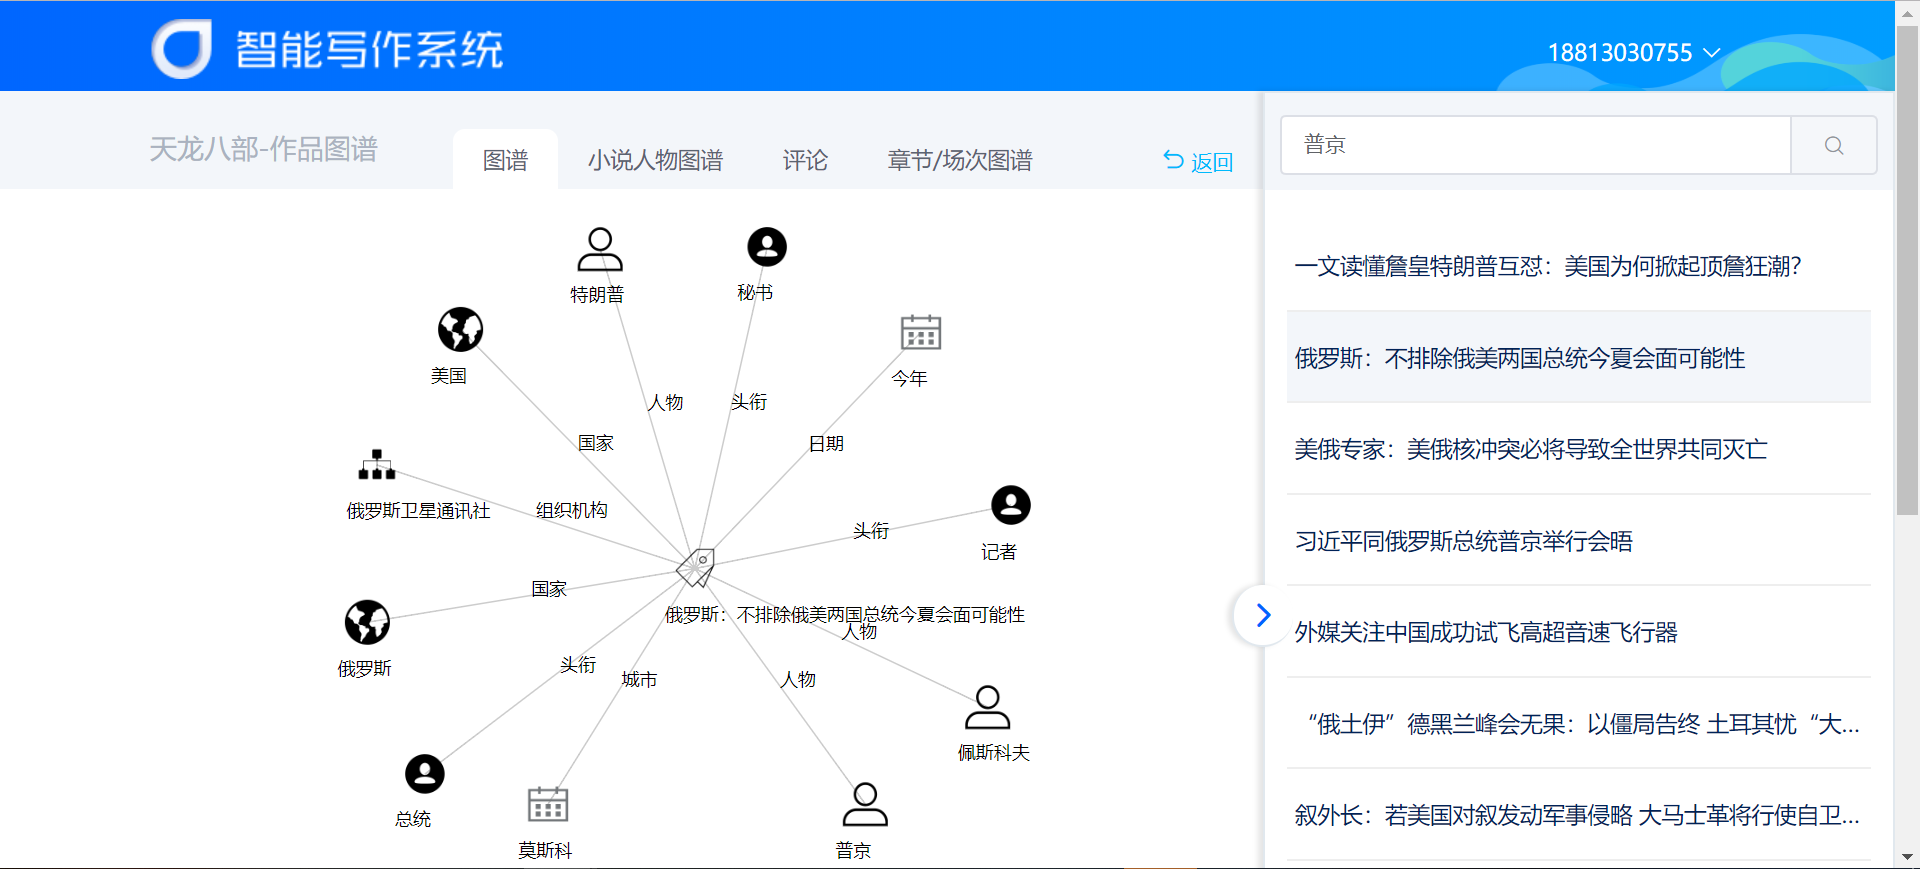 智能写作系统
18813030755
天龙八部-作品图谱
图谱
小说人物图谱
评论
章节/场次图谱
返回
普京
特朗普
秘书
美国
今年
人物
头衔
国家
日期
俄罗斯卫星通讯社
组织机构
头衔
记者
国家
俄罗斯：不排除俄美两国总统今夏会面可能性
人物
俄罗斯
头衔
城市
人物
佩斯科夫
总统
莫斯科
普京
一文读懂詹皇特朗普互怼：美国为何掀起顶詹狂潮？
俄罗斯：不排除俄美两国总统今夏会面可能性
美俄专家：美俄核冲突必将导致全世界共同灭亡
习近平同俄罗斯总统普京举行会晤
外媒关注中国成功试飞高超音速飞行器
“俄土伊”德黑兰峰会无果：以僵局告终 土耳其忧“大...
叙外长：若美国对叙发动军事侵略 大马士革将行使自卫...